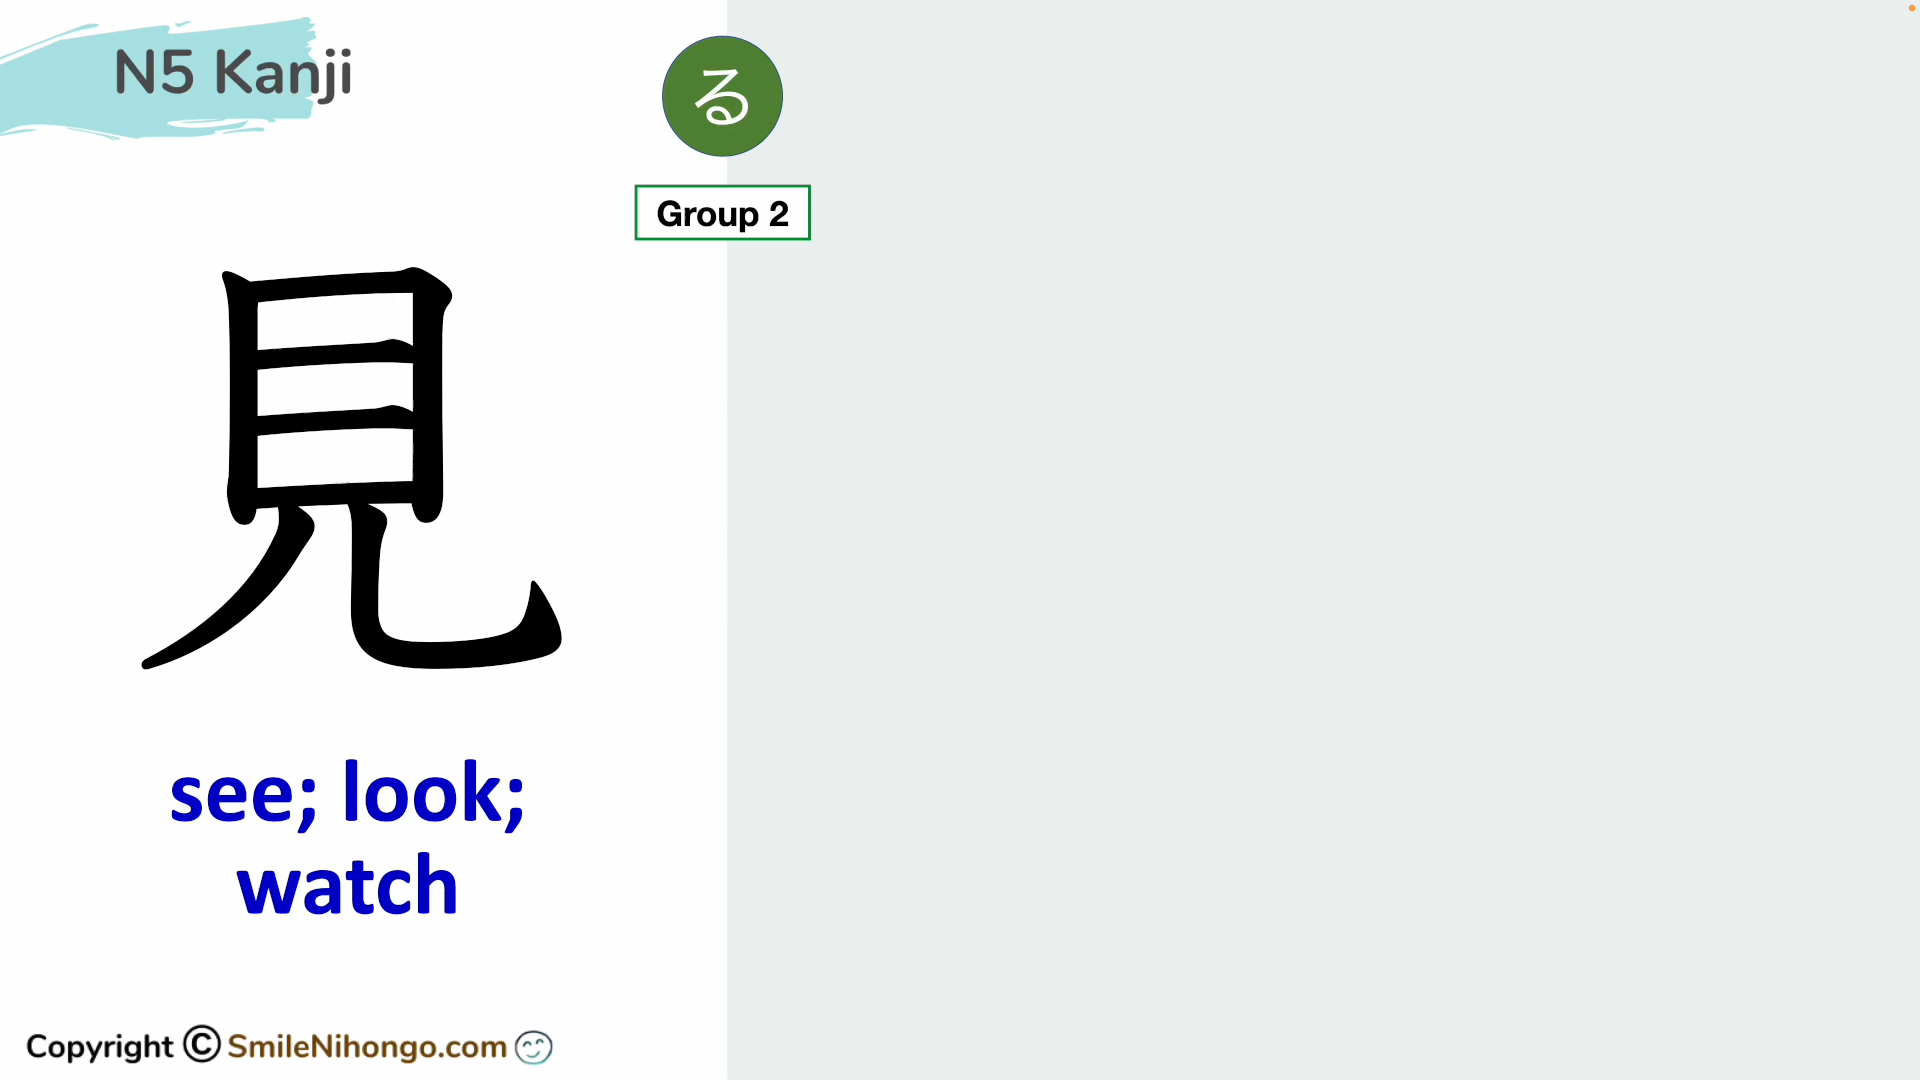 N5 Kanji
る
Group 2
見
see; look;
watch
Copyright © SmileNihongo.com